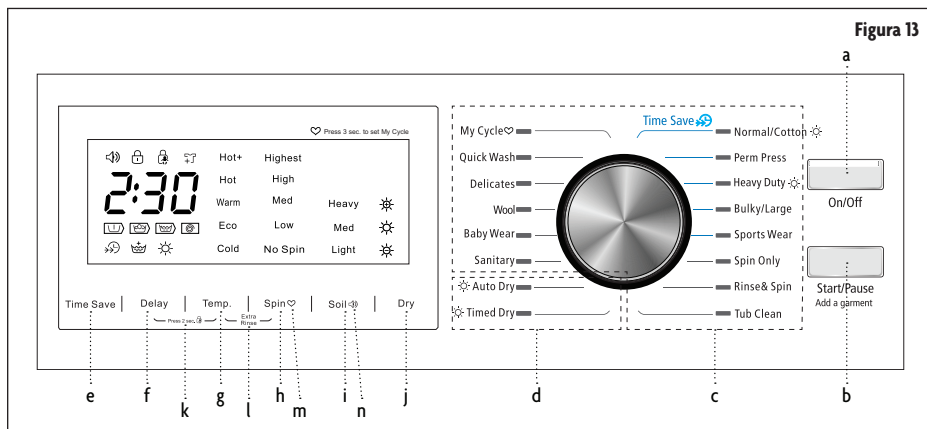 Figura 13
a
♡ Press 3 sec. to set My Cycle
Hot+ Highest
2:30
Hot High
Warm Med Heavy
Eco Low Med
Cold No Spin Light
Time Save Delay Temp. Spin♡ Soil Dry
Press 2 sec.
Extra
Rinse
Time Save
My Cycle♡
Quick Wash
Delicates
Wool
Baby Wear
Sanitary
Auto Dry
Timed Dry
Normal/Cotton
Perm Press
Heavy Duty
Bulky/Large
Sports Wear
Spin Only
Rinse& Spin
Tub Clean
On/Off
Start/Pause
Add a garment
e f k g l h m i n j d c b